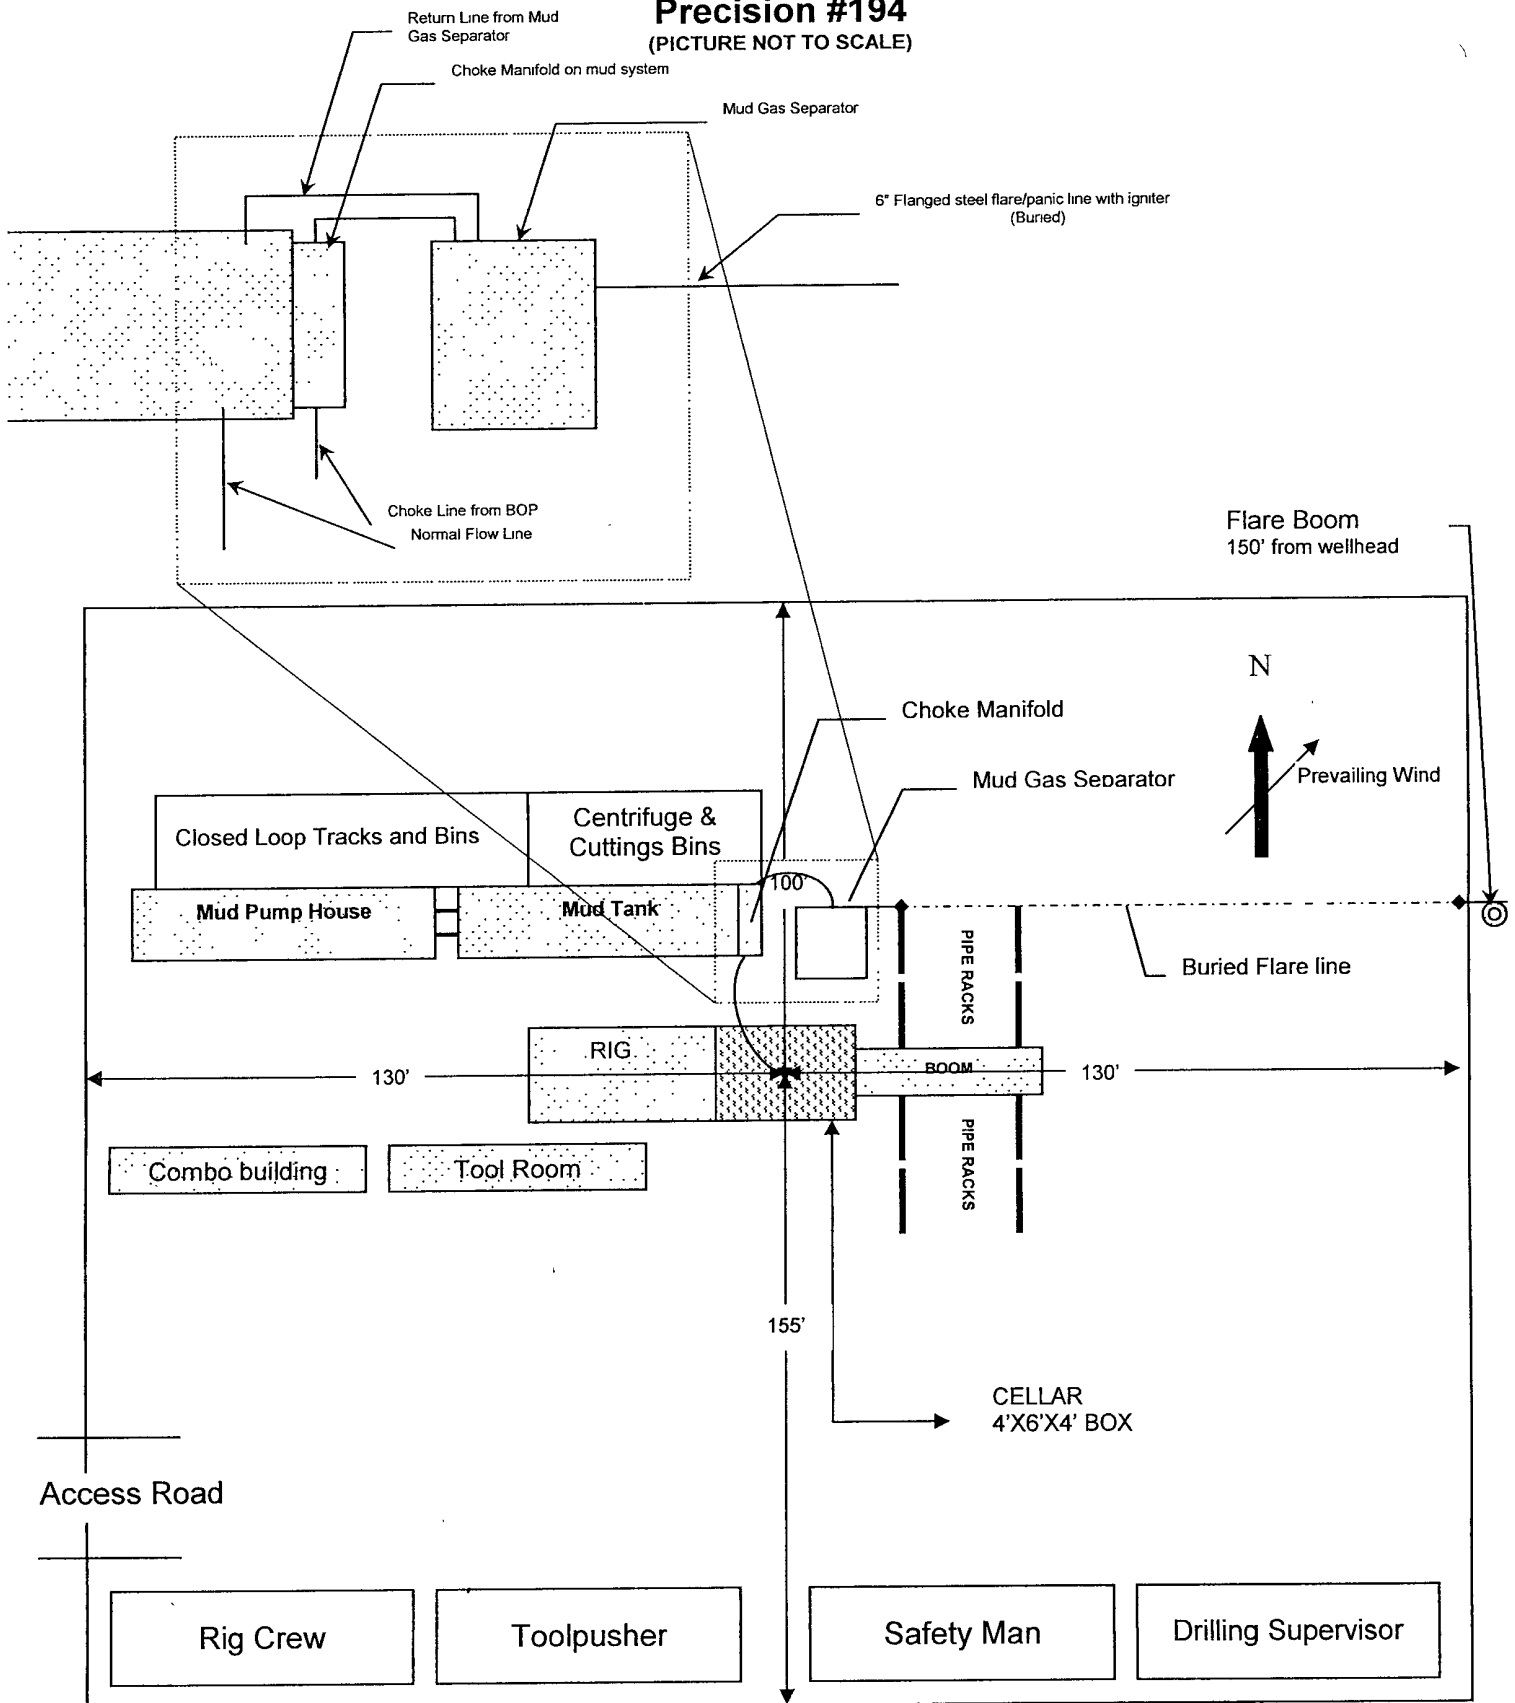 Precision #194
(PICTURE NOT TO SCALE)
Return Line from Mud
Gas Separator
Choke Manifold on mud system
Mud Gas Separator
6" Flanged steel flare/panic line with igniter
(Buried)
Choke Line from BOP
Normal Flow Line
Flare Boom
150' from wellhead
N
Prevailing Wind
Choke Manifold
Mud Gas Separator
Closed Loop Tracks and Bins
Centrifuge &
Cuttings Bins
100'
Mud Pump House
Mud Tank
PIPE RACKS
Buried Flare line
RIG
BOOM
130'
130'
Combo building
Tool Room
PIPE RACKS
155'
CELLAR
4'X6'X4' BOX
Access Road
Rig Crew
Toolpusher
Safety Man
Drilling Supervisor